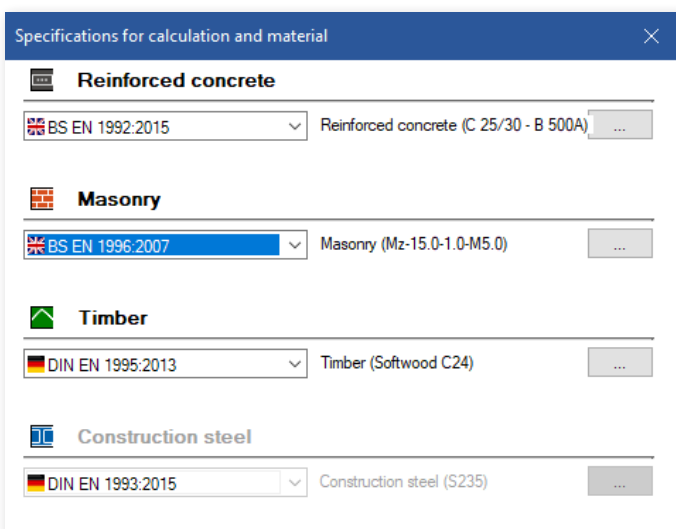 Specifications for calculation and material
Reinforced concrete
BS EN 1992:2015 Reinforced concrete (C 25/30 - B 500A) ...
Masonry
BS EN 1996:2007 Masonry (Mz-15.0-1.0-M5.0) ...
Timber
DIN EN 1995:2013 Timber (Softwood C24) ...
Construction steel
DIN EN 1993:2015 Construction steel (S235) ...